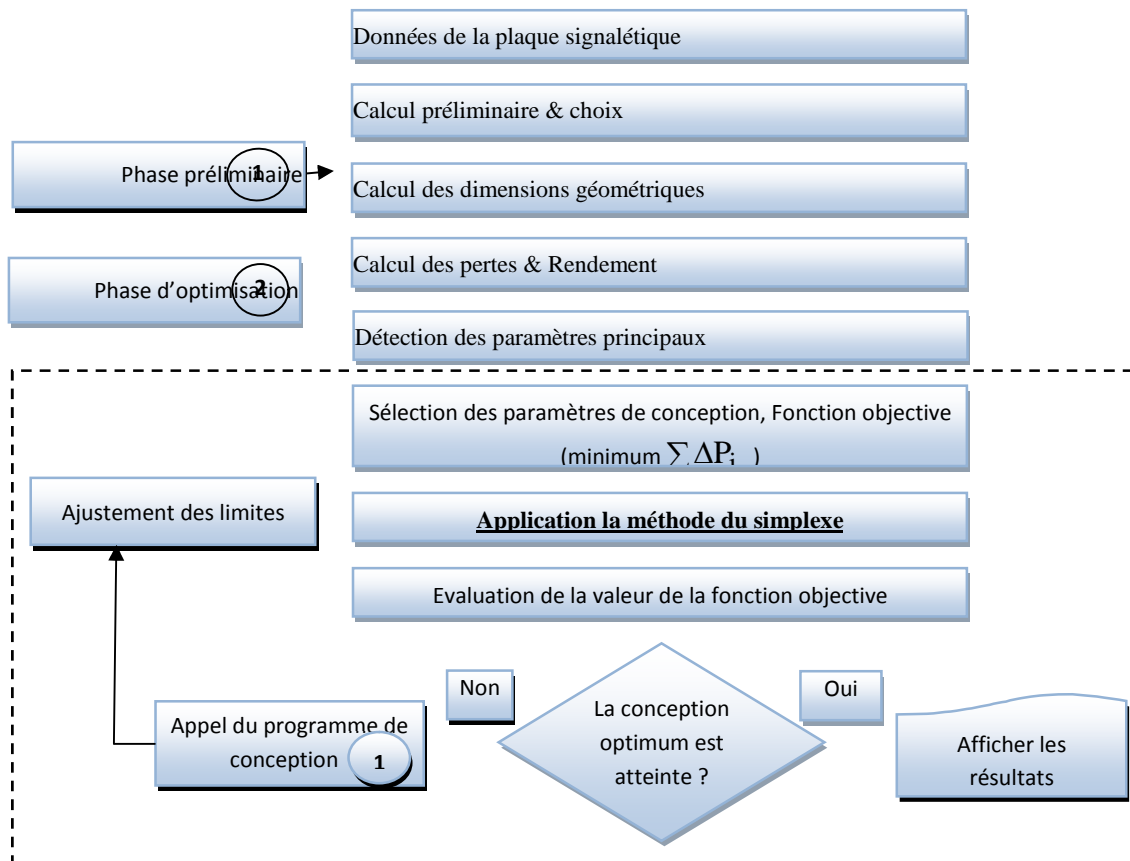 Données de la plaque signalétique
Calcul préliminaire & choix
Phase préliminaire
1
Calcul des dimensions géométriques
Calcul des pertes & Rendement
Phase d'optimisation
2
Détection des paramètres principaux
Sélection des paramètres de conception, Fonction objective
(minimum ∑ΔPi )
Ajustement des limites
Application la méthode du simplexe
Evaluation de la valeur de la fonction objective
Non
Oui
La conception
optimum est
atteinte ?
Appel du programme de
conception
1
Afficher les
résultats